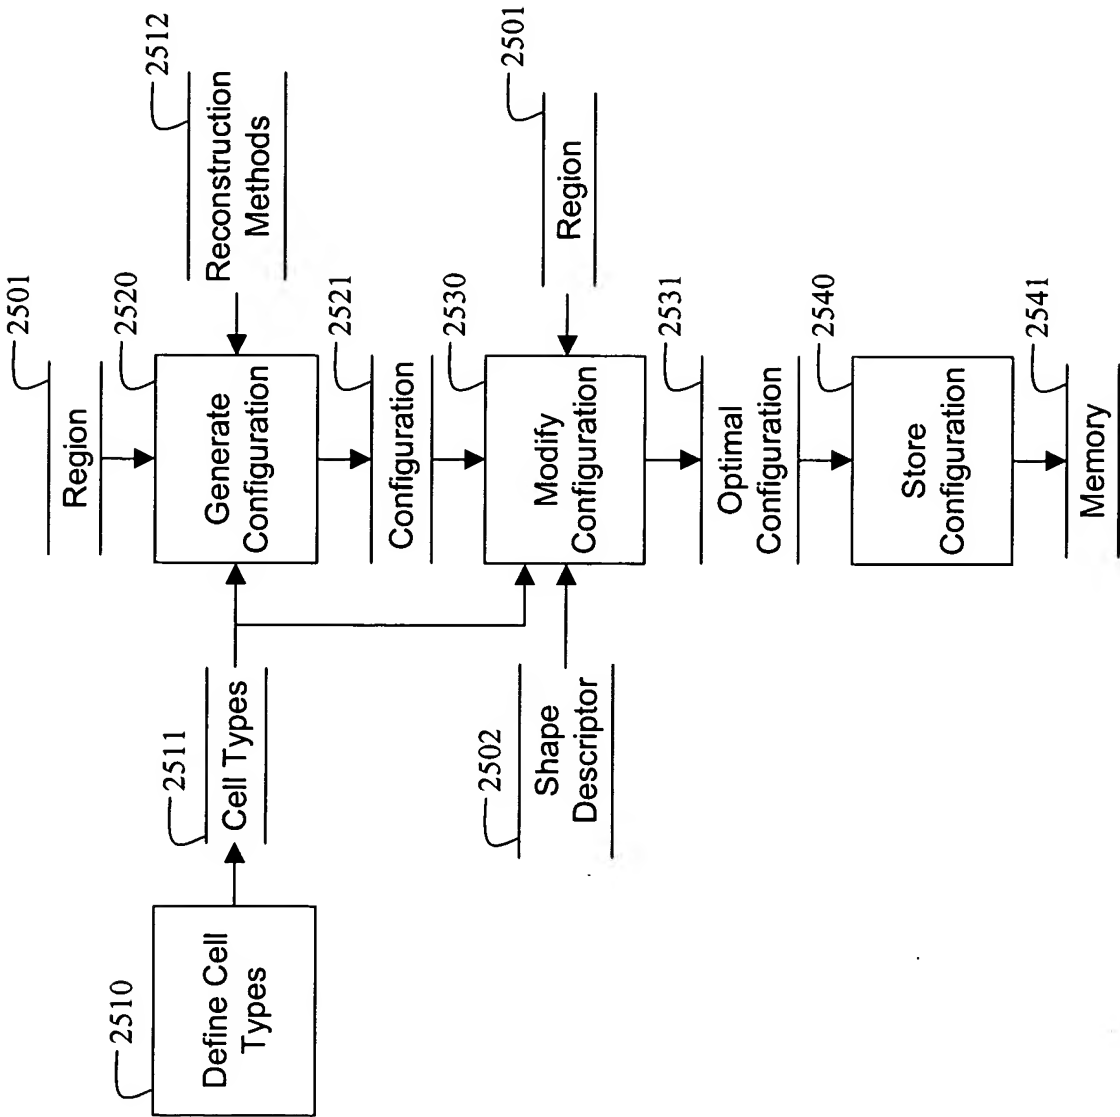 2501
Region
2510
Define Cell
Types
2511
Cell Types
2520
Generate
Configuration
2512
Reconstruction
Methods
2521
Configuration
2502
Shape
Descriptor
2530
Modify
Configuration
2501
Region
2531
Optimal
Configuration
2540
Store
Configuration
2541
Memory